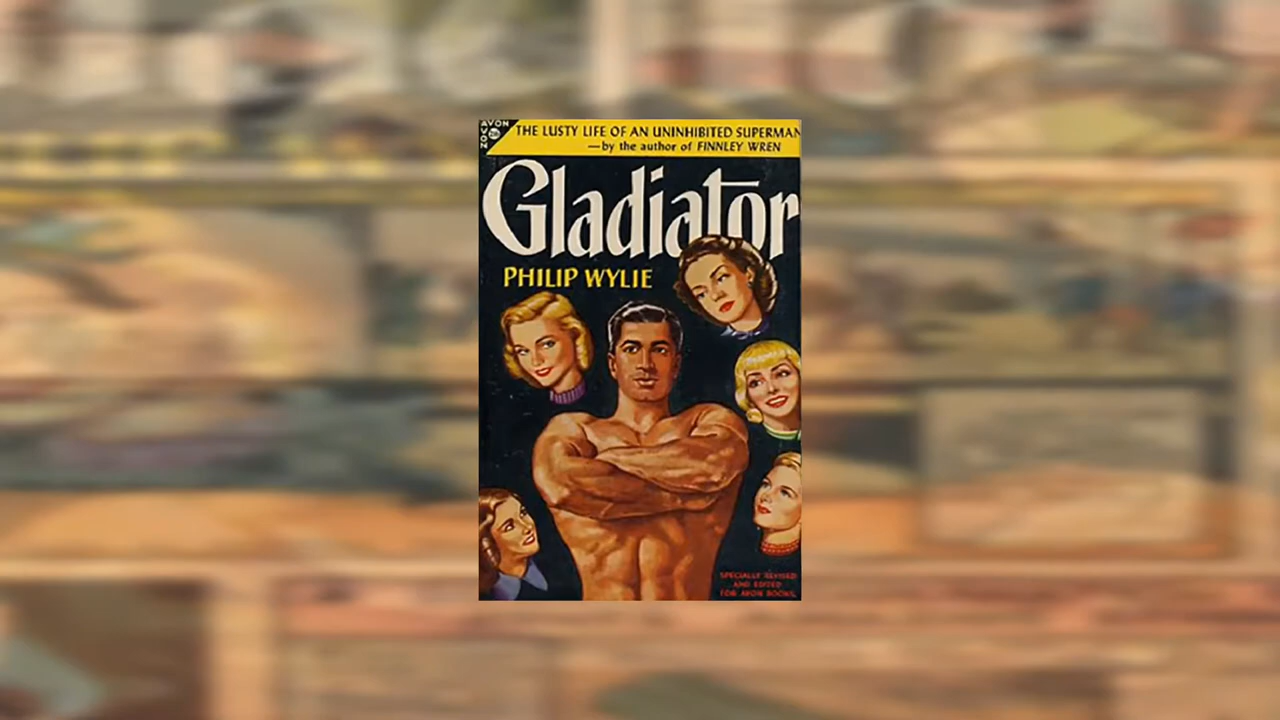 AVON
AVON
THE LUSTY LIFE OF AN UNINHIBITED SUPERMAN
—by the author of FINNLEY WREN
Gladiator
PHILIP WYLIE
SPECIALLY REVISED
AND EDITED
FOR AVON BOOKS.